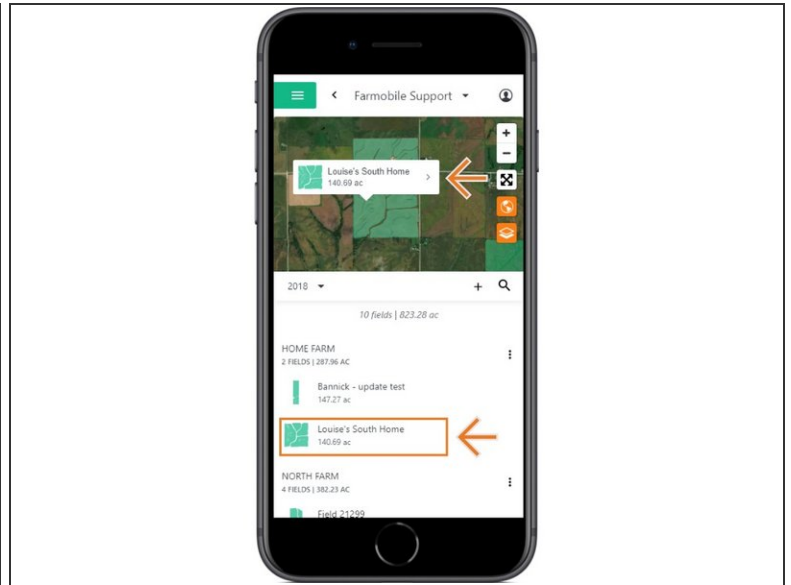 Farmobile Support
+
−
Louise's South Home
140.69 ac
2018
+
10 fields | 823.28 ac
HOME FARM
2 FIELDS | 287.96 AC
Bannick - update test
147.27 ac
Louise's South Home
140.69 ac
NORTH FARM
4 FIELDS | 382.23 AC
Field 21299